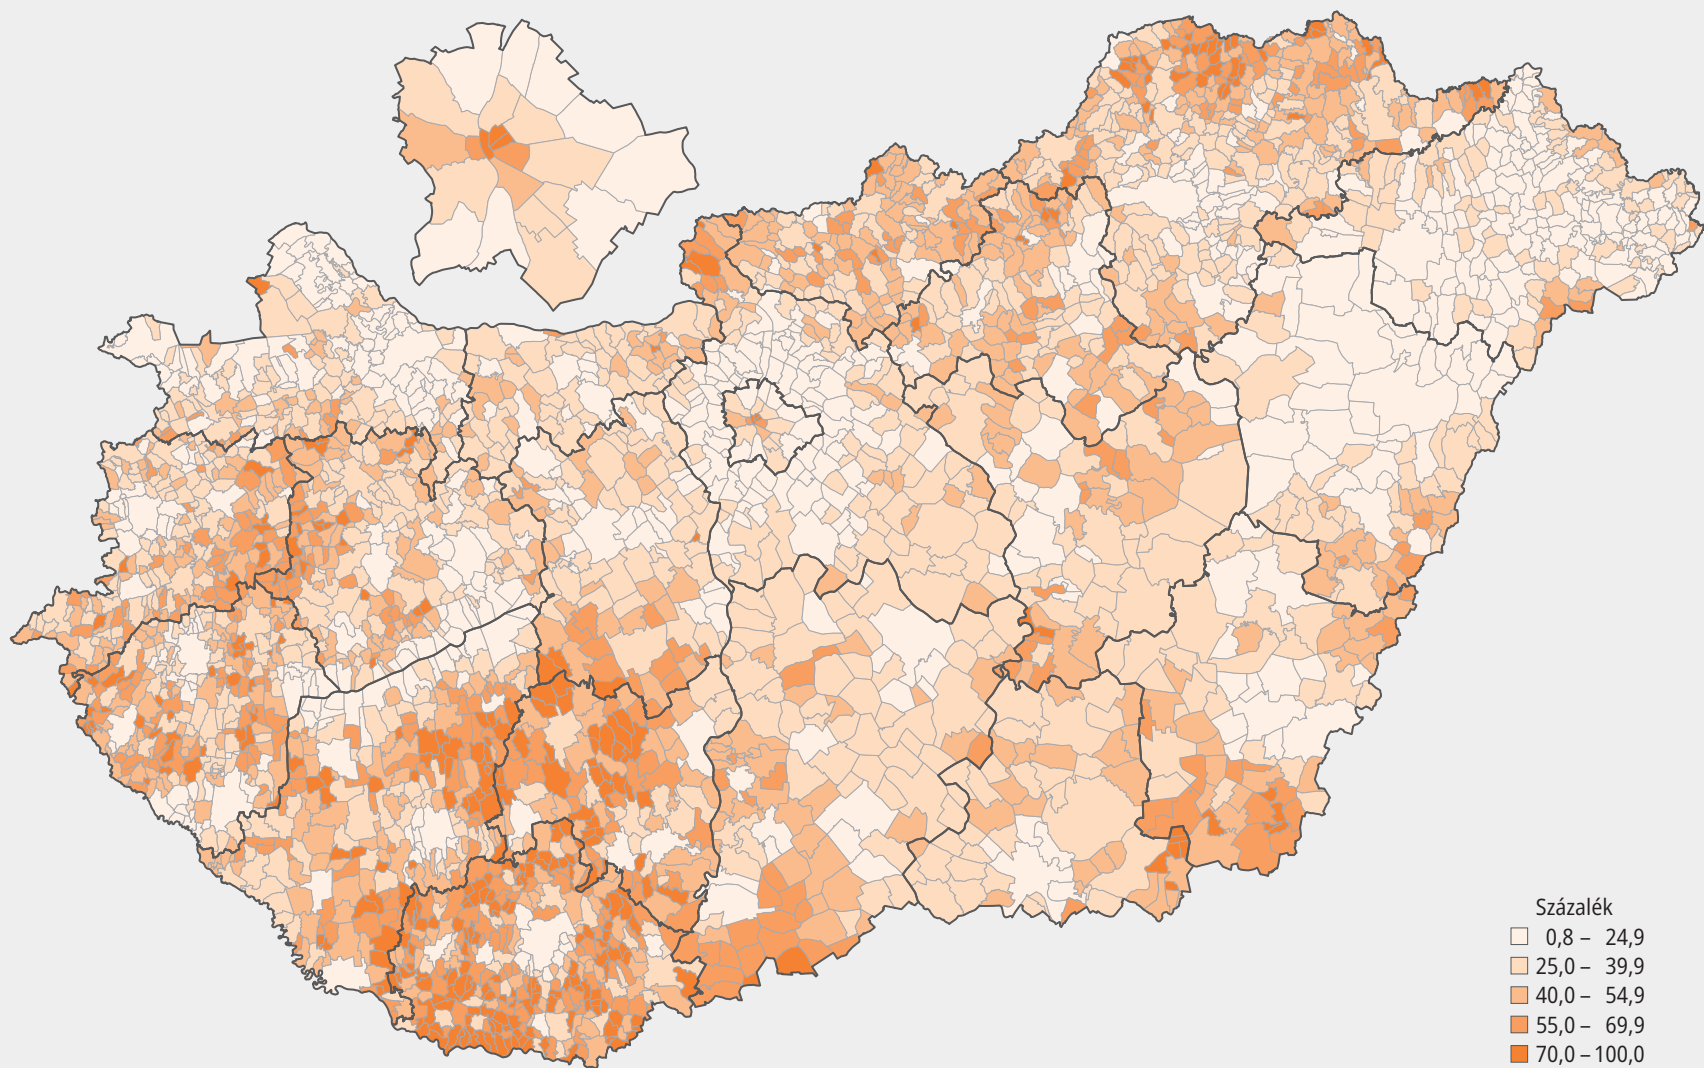 Százalék
0,8 – 24,9
25,0 – 39,9
40,0 – 54,9
55,0 – 69,9
70,0 – 100,0